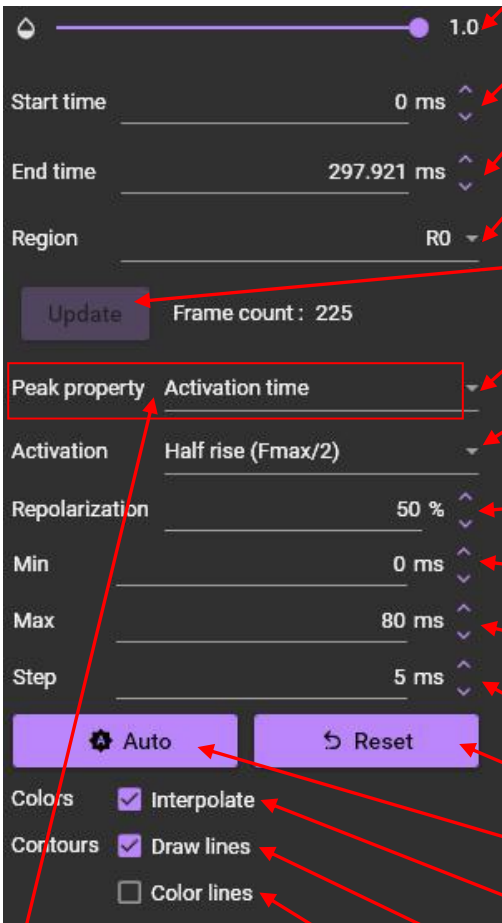 1.0
Start time 0 ms
End time 297.921 ms
Region R0
Update Frame count : 225
Peak property Activation time
Activation Half rise (Fmax/2)
Repolarization 50 %
Min 0 ms
Max 80 ms
Step 5 ms
A Auto Reset
Colors Interpolate
Contours Draw lines
Color lines